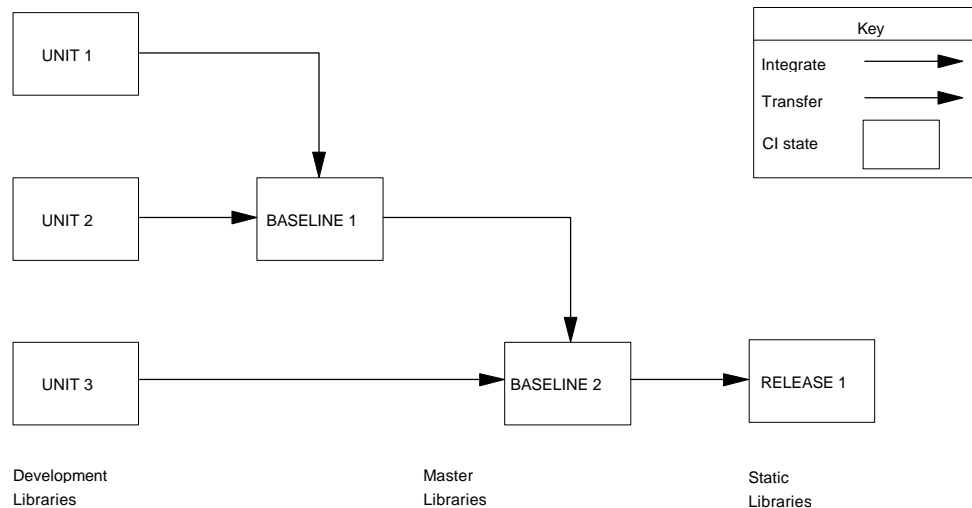 UNIT 1
Key
Integrate
Transfer
CI state
UNIT 2
BASELINE 1
UNIT 3
BASELINE 2
RELEASE 1
Development
Libraries
Master
Libraries
Static
Libraries